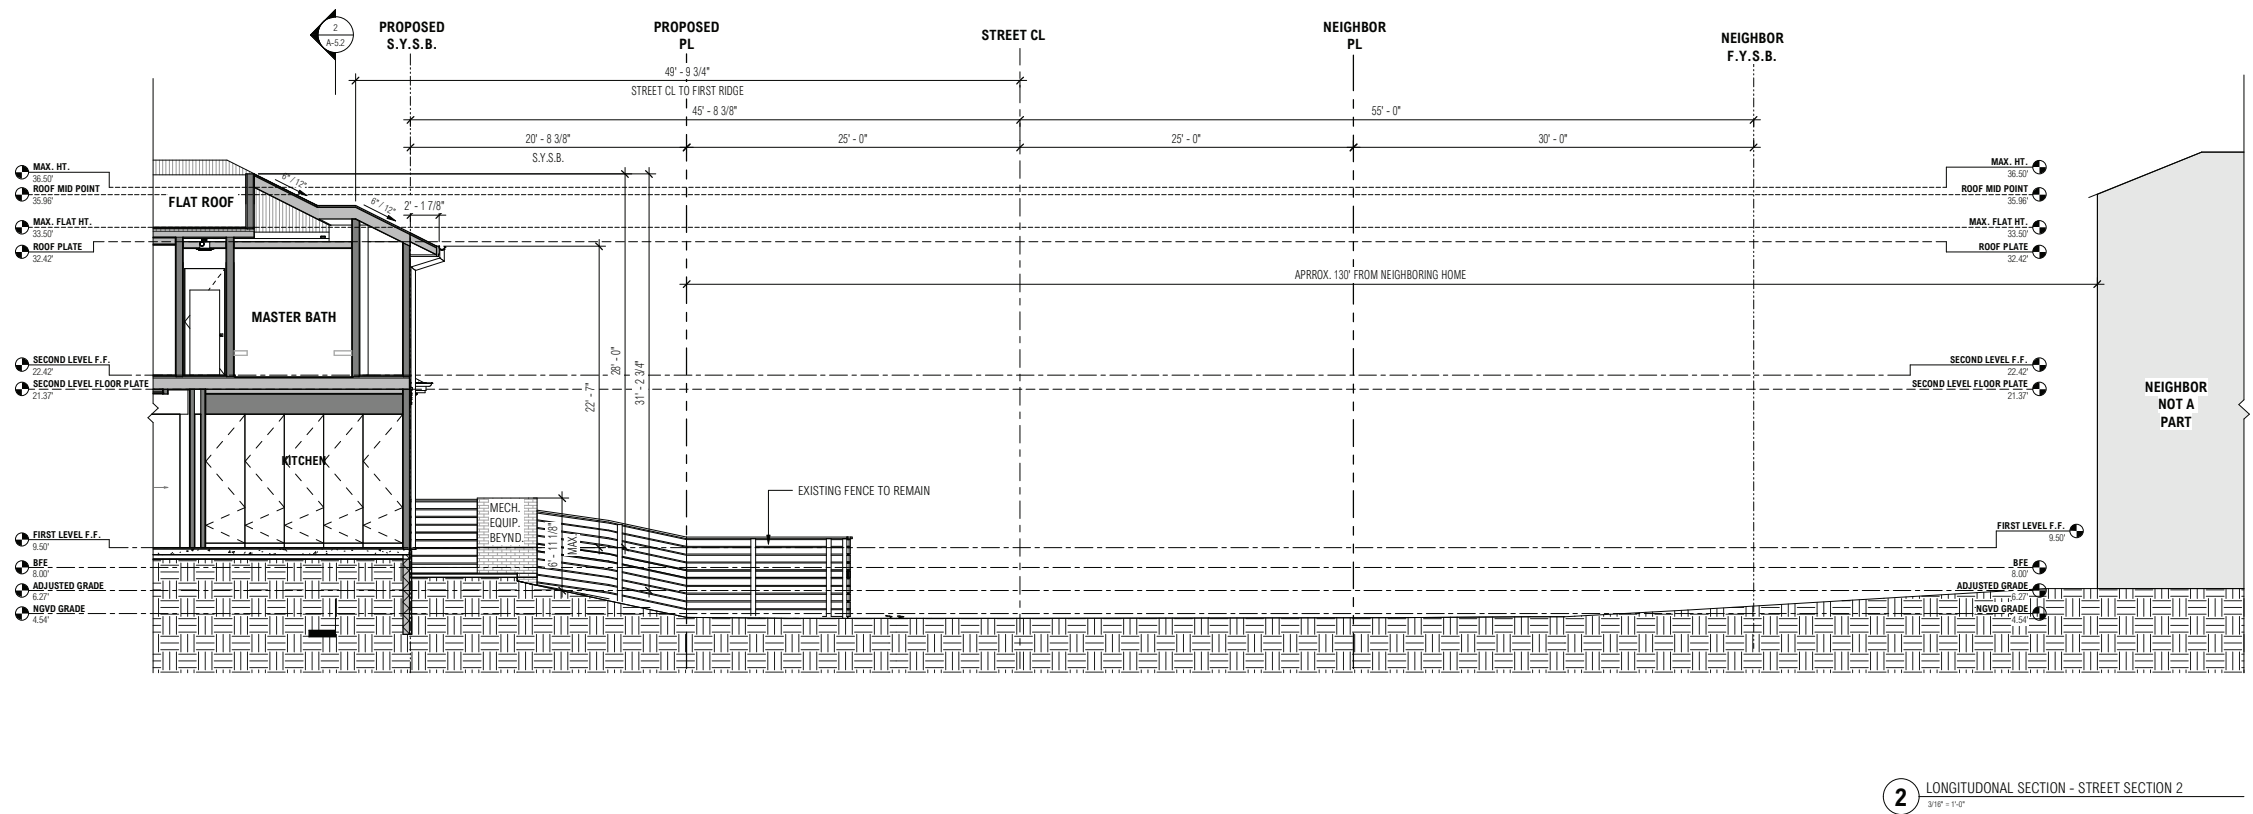 2
A-5.2
PROPOSED
S.Y.S.B.
PROPOSED
PL
STREET CL
NEIGHBOR
PL
NEIGHBOR
F.Y.S.B.
49' - 9 3/4"
STREET CL TO FIRST RIDGE
45' - 8 3/8"
55' - 0"
20' - 8 3/8"
S.Y.S.B.
25' - 0"
25' - 0"
30' - 0"
MAX. HT.
36.50'
ROOF MID POINT
35.96'
MAX. FLAT HT.
33.50'
ROOF PLATE
32.42'
SECOND LEVEL F.F.
22.42'
SECOND LEVEL FLOOR PLATE
21.37'
FIRST LEVEL F.F.
9.50'
BFE
8.00'
ADJUSTED GRADE
6.27'
NGVD GRADE
4.54'
FLAT ROOF
6" / 12"
6" / 12"
2' - 1 7/8"
MASTER BATH
KITCHEN
22' - 7"
28' - 0"
31' - 2 3/4"
MECH.
EQUIP.
BEYND.
6' - 11 1/8"
MAX.
EXISTING FENCE TO REMAIN
APRROX. 130' FROM NEIGHBORING HOME
MAX. HT.
36.50'
ROOF MID POINT
35.96'
MAX. FLAT HT.
33.50'
ROOF PLATE
32.42'
SECOND LEVEL F.F.
22.42'
SECOND LEVEL FLOOR PLATE
21.37'
FIRST LEVEL F.F.
9.50'
BFE
8.00'
ADJUSTED GRADE
6.27'
NGVD GRADE
4.54'
NEIGHBOR
NOT A
PART
2
LONGITUDONAL SECTION - STREET SECTION 2
3/16" = 1'-0"